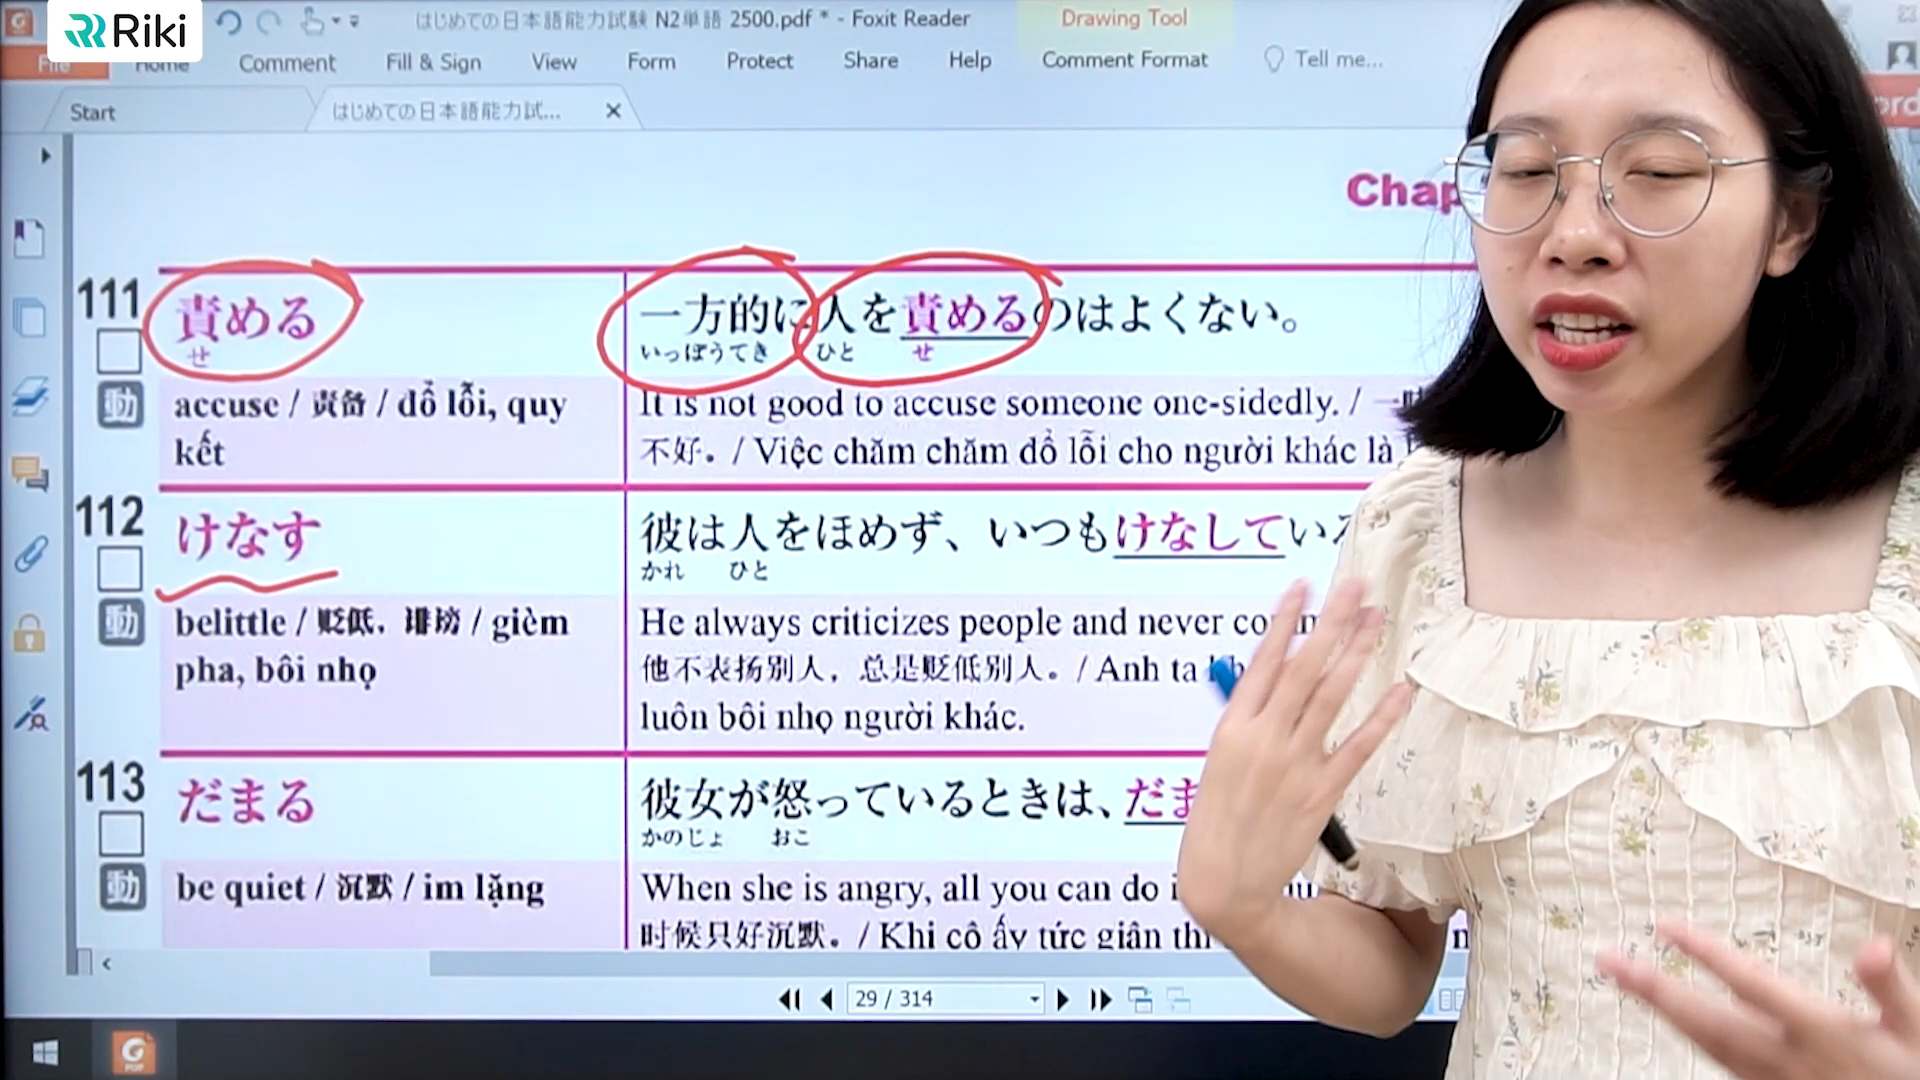 Riki
はじめての日本語能力試験 N2単語 2500.pdf * - Foxit Reader
Drawing Tool
File
Home
Comment
Fill & Sign
View
Form
Protect
Share
Help
Comment Format
Tell me...
Start
はじめての日本語能力試...
111
責める
せ
動
accuse / 责备 / đổ lỗi, quy
kết
一方的に人を責めるのはよくない。
いっぽうてき ひと せ
It is not good to accuse someone one-sidedly. / 一
不好。/ Việc chăm chăm đổ lỗi cho người khác là
112
けなす
動
belittle / 贬低，诽谤 / gièm
pha, bôi nhọ
彼は人をほめず、いつもけなしてい
かれ ひと
He always criticizes people and never
他不表扬别人，总是贬低别人。/ Anh ta
luôn bôi nhọ người khác.
113
だまる
動
be quiet / 沉默 / im lặng
彼女が怒っているときは、だま
かのじょ おこ
When she is angry, all you can do
时候只好沉默。/ Khi cô ấy tức giận
29 / 314